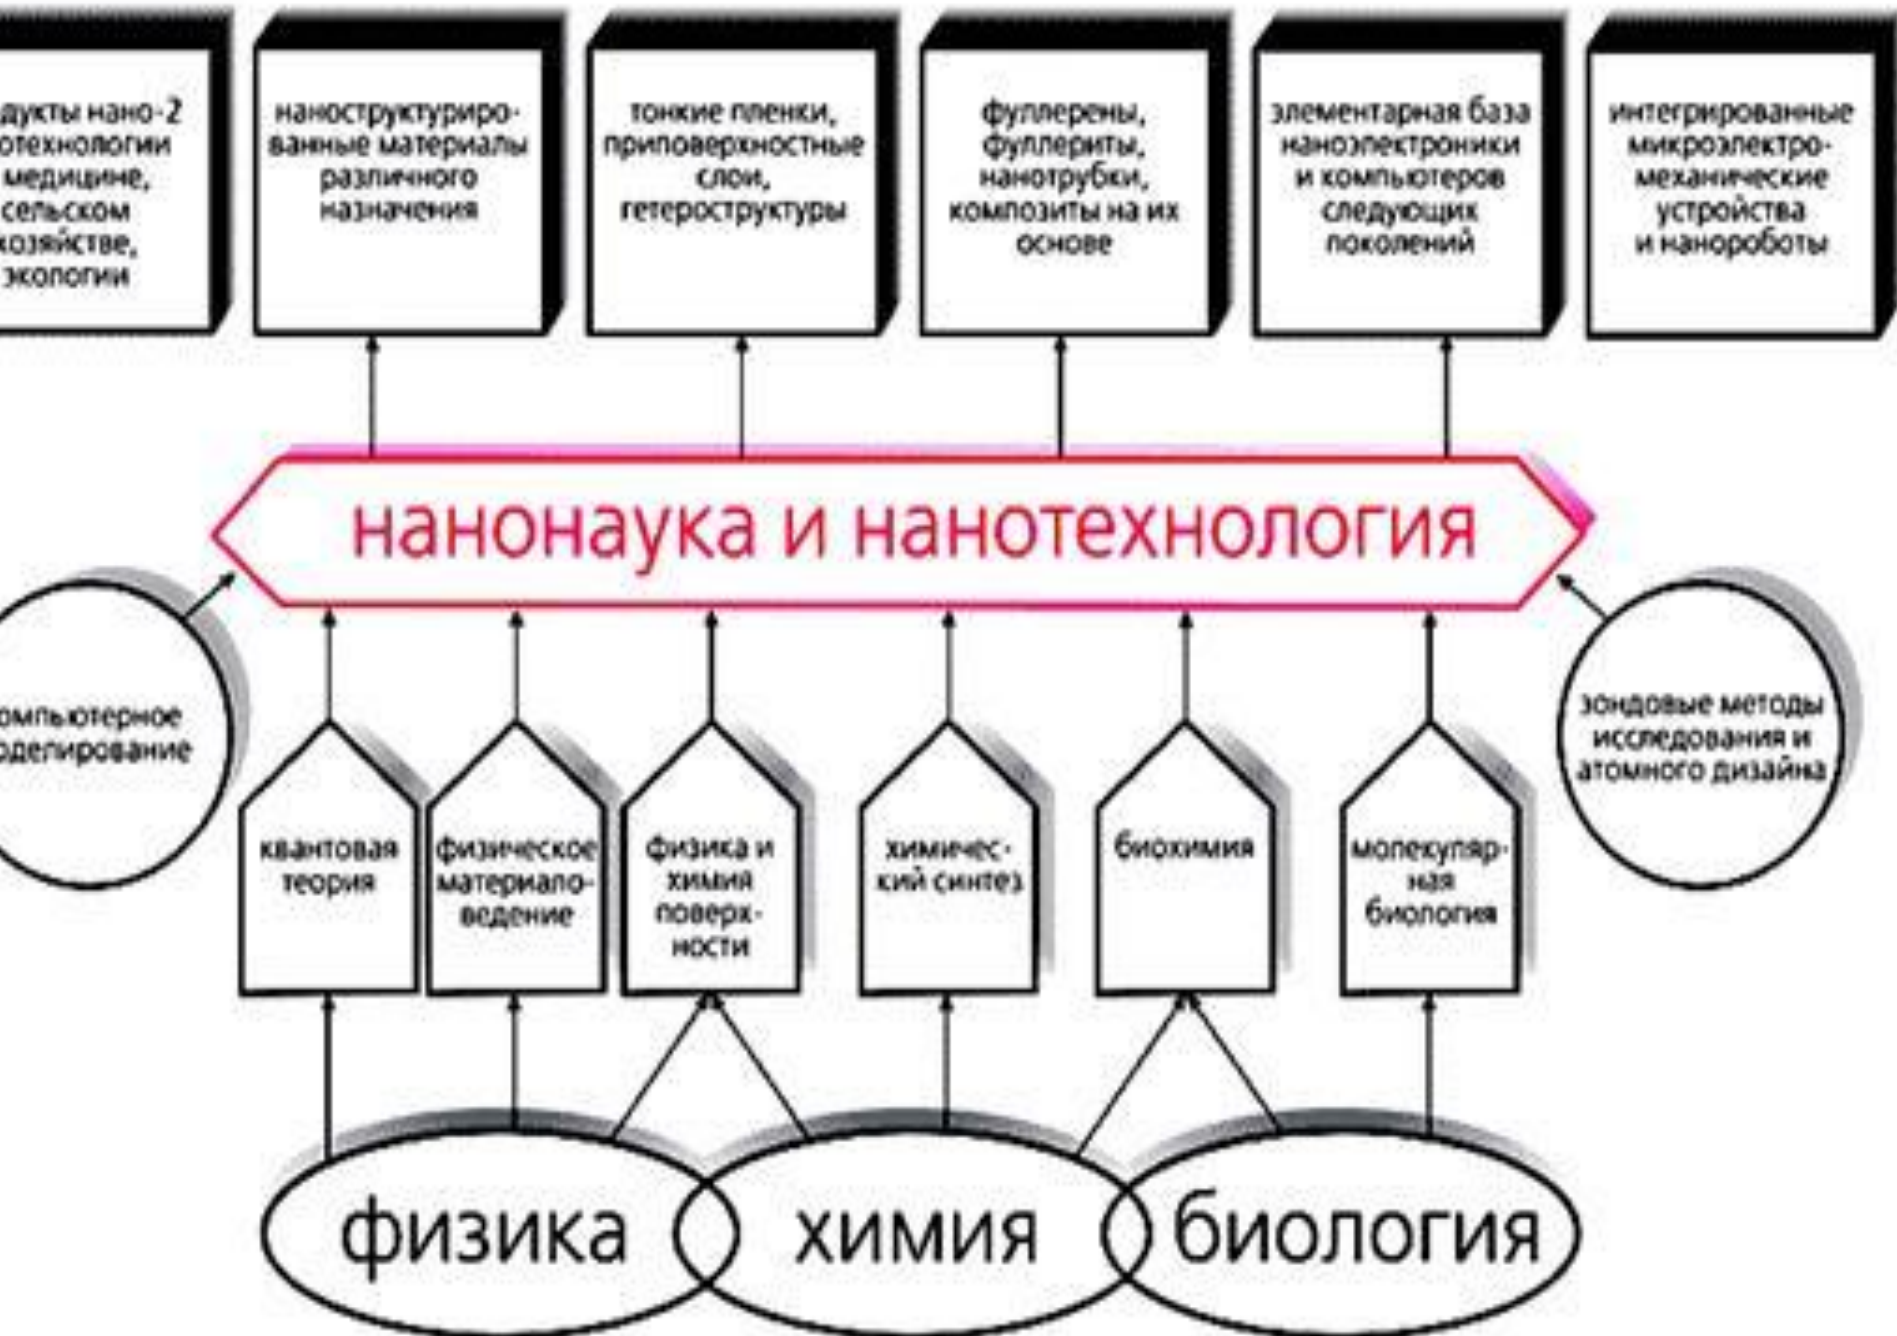 дукты нано-2
отехнологии
медицине,
сельском
хозяйстве,
экологии
наноструктуриро-
ванные материалы
различного
назначения
тонкие пленки,
приповерхностные
слои,
гетероструктуры
фуллерены,
фуллериты,
нанотрубки,
композиты на их
основе
элементарная база
наноэлектроники
и компьютеров
следующих
поколений
интегрированные
микроэлектро-
механические
устройства
и нанороботы
нанонаука и нанотехнология
омпьютерное
оделирование
зондовые методы
исследования и
атомного дизайна
квантовая
теория
физическое
материало-
ведение
физика и
химия
поверх-
ности
химичес-
кий синтез
биохимия
молекуляр-
ная
биология
физика
химия
биология